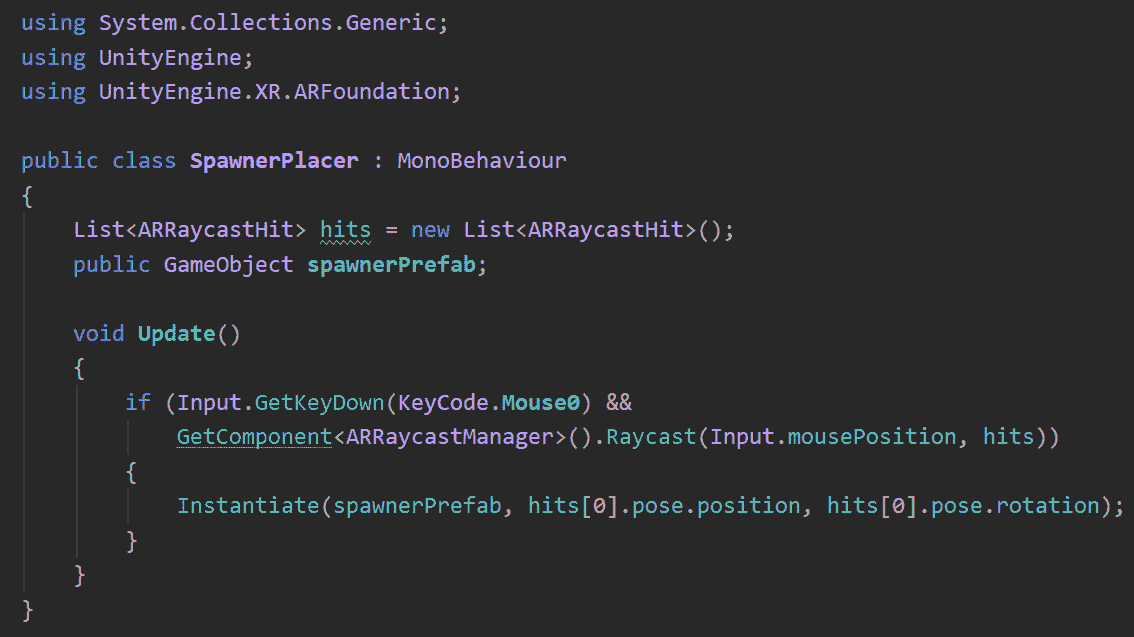 using System.Collections.Generic;
using UnityEngine;
using UnityEngine.XR.ARFoundation;
public class SpawnerPlacer : MonoBehaviour
{
List<ARRaycastHit> hits = new List<ARRaycastHit>();
public GameObject spawnerPrefab;
void Update()
{
if (Input.GetKeyDown(KeyCode.Mouse0) &&
GetComponent<ARRaycastManager>().Raycast(Input.mousePosition, hits))
{
Instantiate(spawnerPrefab, hits[0].pose.position, hits[0].pose.rotation);
}
}
}